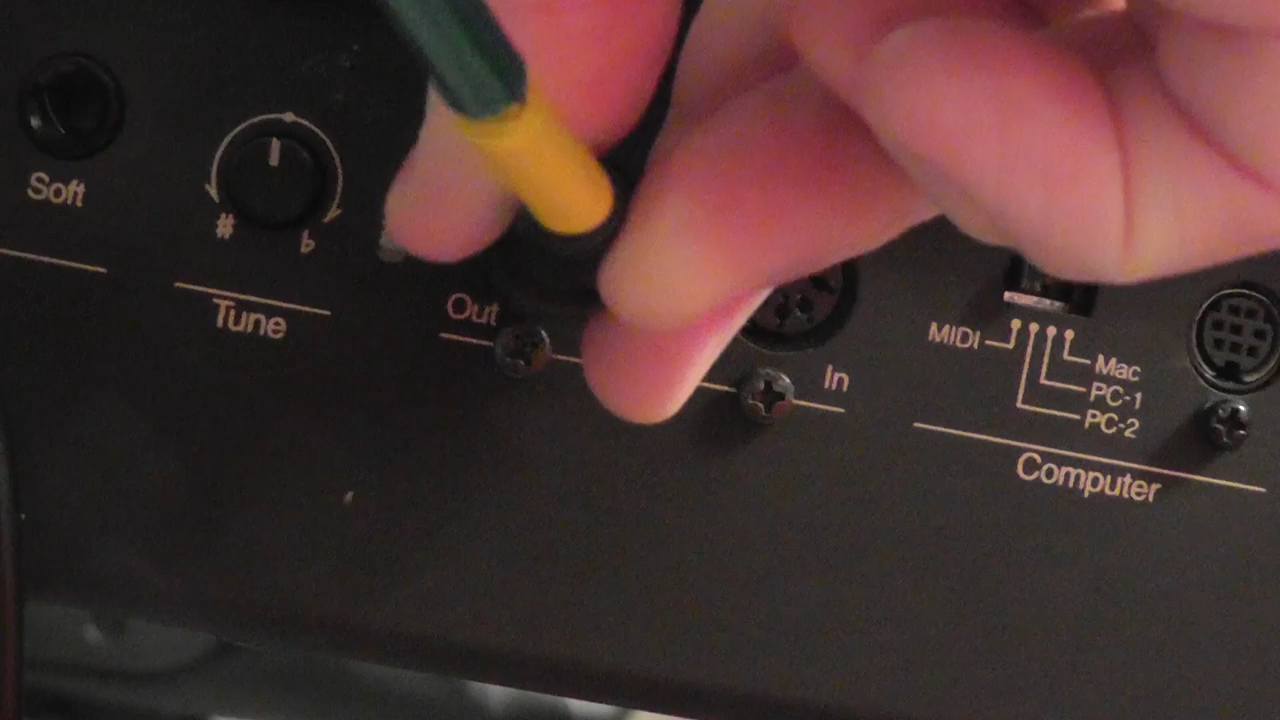 Soft
# b
Tune
Out
In
MIDI
Mac
PC-1
PC-2
Computer